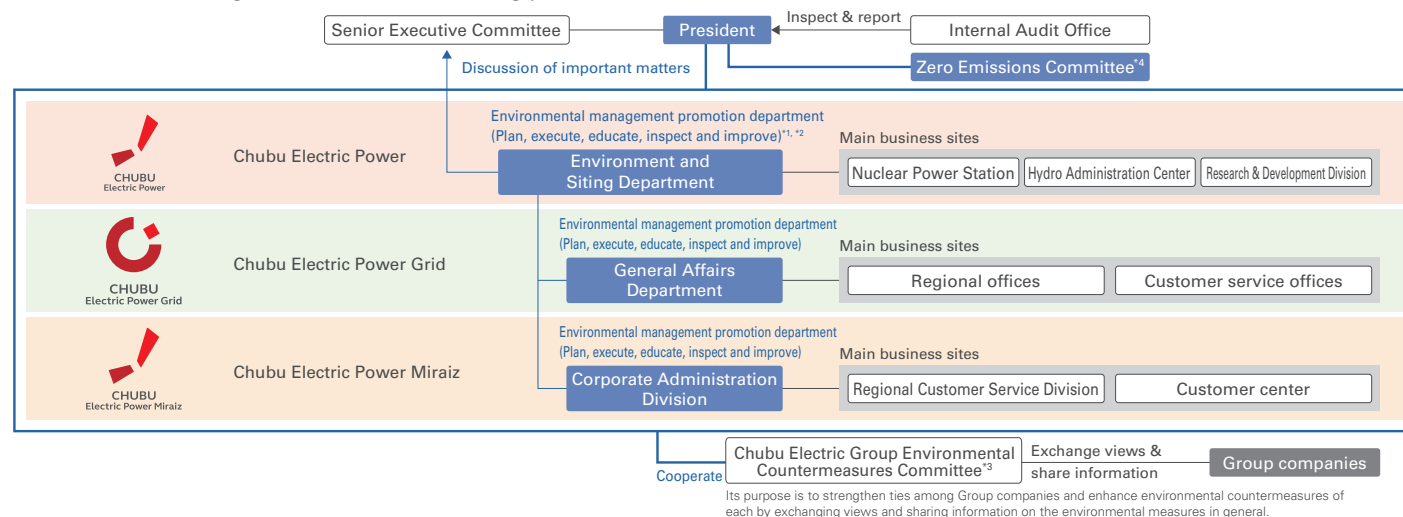 Senior Executive Committee
President
Inspect & report
Internal Audit Office
Discussion of important matters
Zero Emissions Committee*4
CHUBU
Electric Power
Chubu Electric Power
Environmental management promotion department
(Plan, execute, educate, inspect and improve)*1, *2
Environment and
Siting Department
Main business sites
Nuclear Power Station
Hydro Administration Center
Research & Development Division
CHUBU
Electric Power Grid
Chubu Electric Power Grid
Environmental management promotion department
(Plan, execute, educate, inspect and improve)
General Affairs
Department
Main business sites
Regional offices
Customer service offices
CHUBU
Electric Power Miraiz
Chubu Electric Power Miraiz
Environmental management promotion department
(Plan, execute, educate, inspect and improve)
Corporate Administration
Division
Main business sites
Regional Customer Service Division
Customer center
Cooperate
Chubu Electric Group Environmental
Countermeasures Committee*3
Exchange views &
share information
Group companies
Its purpose is to strengthen ties among Group companies and enhance environmental countermeasures of
each by exchanging views and sharing information on the environmental measures in general.